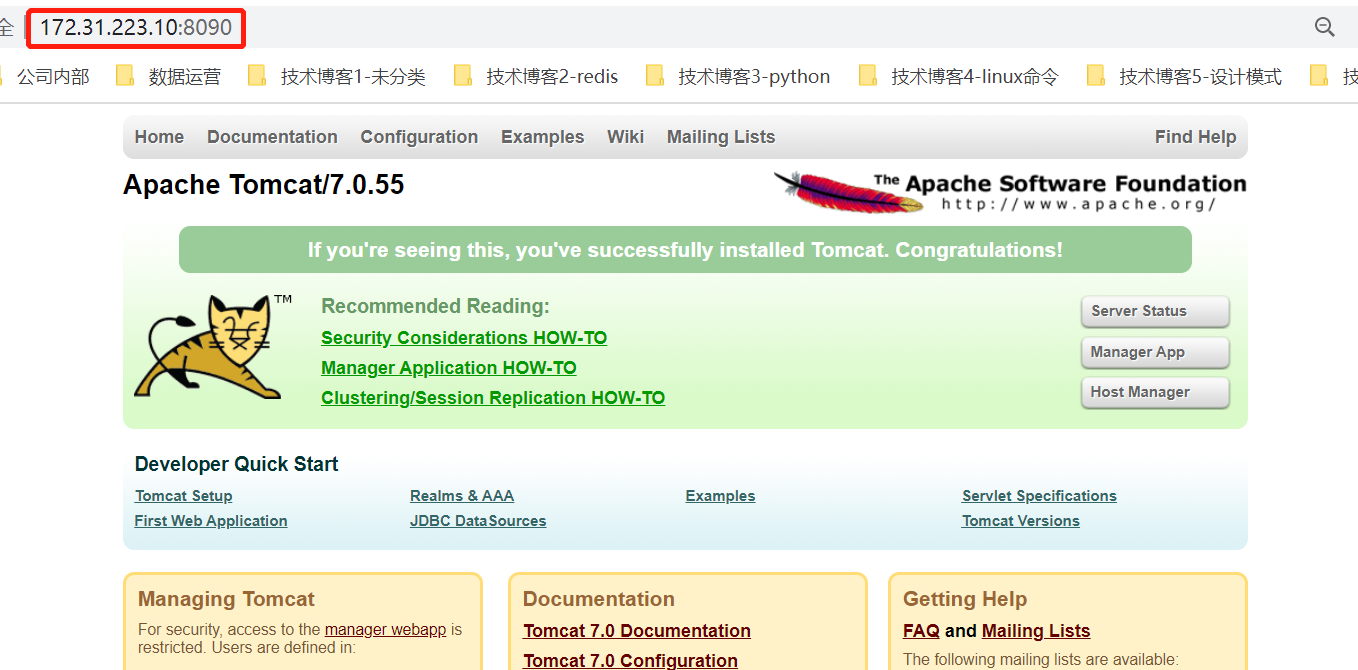 全 172.31.223.10:8090
公司内部 数据运营 技术博客1-未分类 技术博客2-redis 技术博客3-python 技术博客4-linux命令 技术博客5-设计模式 技
Home Documentation Configuration Examples Wiki Mailing Lists Find Help
Apache Tomcat/7.0.55
The Apache Software Foundation
http://www.apache.org/
If you're seeing this, you've successfully installed Tomcat. Congratulations!
TM
Recommended Reading:
Security Considerations HOW-TO
Manager Application HOW-TO
Clustering/Session Replication HOW-TO
Server Status
Manager App
Host Manager
Developer Quick Start
Tomcat Setup Realms & AAA Examples Servlet Specifications
First Web Application JDBC DataSources Tomcat Versions
Managing Tomcat
For security, access to the manager webapp is
restricted. Users are defined in:
Documentation
Tomcat 7.0 Documentation
Tomcat 7.0 Configuration
Getting Help
FAQ and Mailing Lists
The following mailing lists are available: